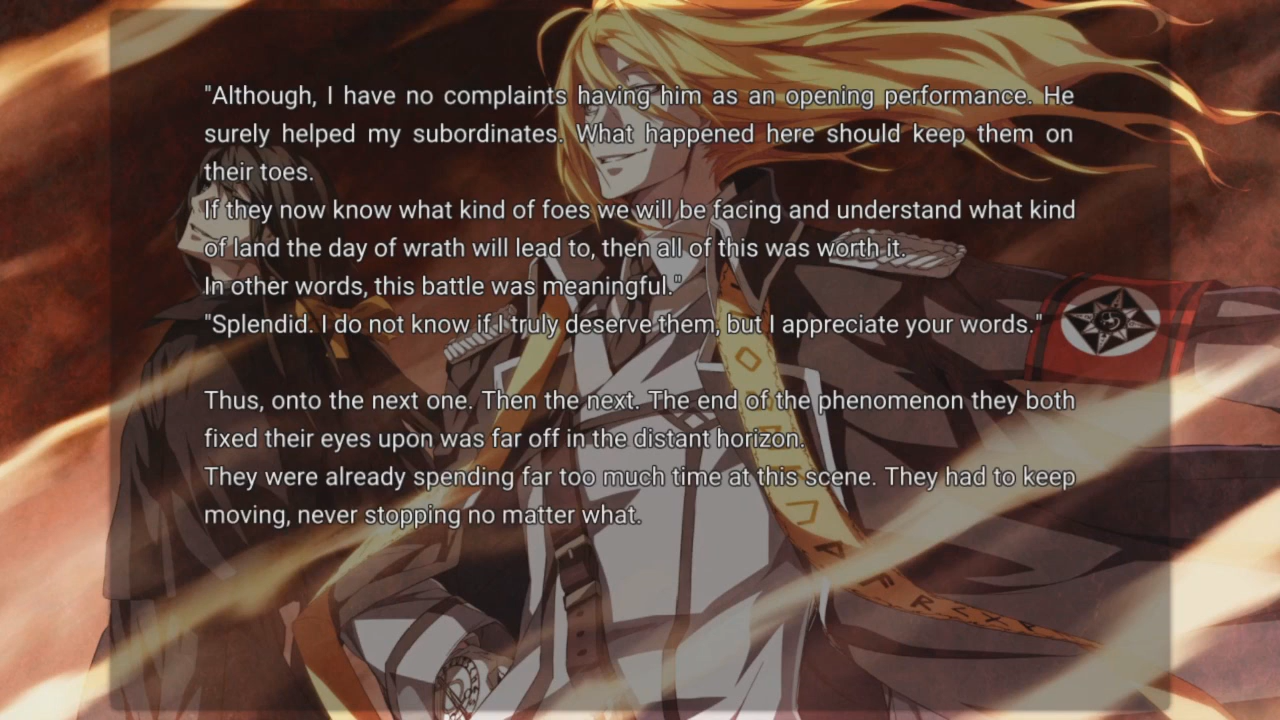 "Although, I have no complaints having him as an opening performance. He
surely helped my subordinates. What happened here should keep them on
their toes.
If they now know what kind of foes we will be facing and understand what kind
of land the day of wrath will lead to, then all of this was worth it.
In other words, this battle was meaningful."
"Splendid. I do not know if I truly deserve them, but I appreciate your words."
Thus, onto the next one. Then the next. The end of the phenomenon they both
fixed their eyes upon was far off in the distant horizon.
They were already spending far too much time at this scene. They had to keep
moving, never stopping no matter what.